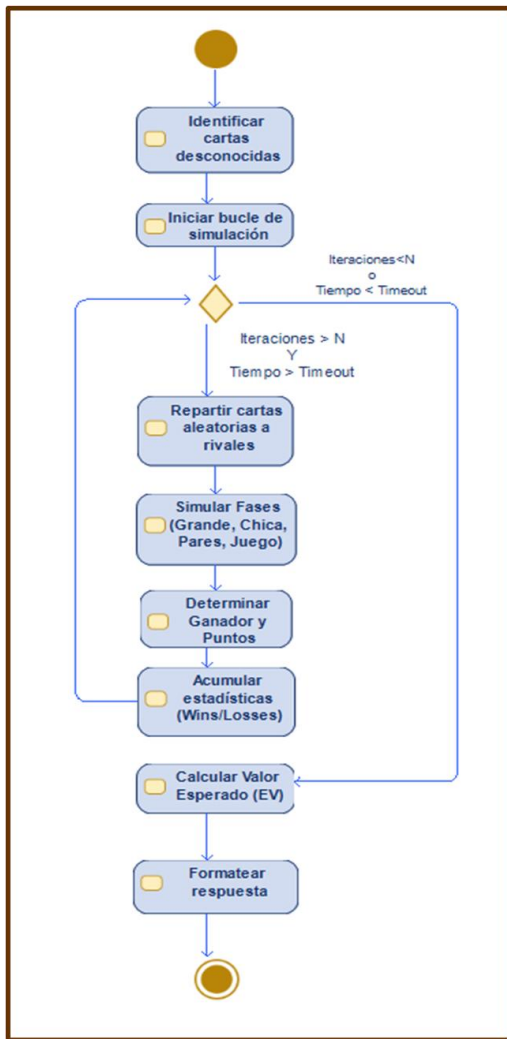 Identificar
cartas
desconocidas
Iniciar bucle de
simulación
Iteraciones<N
o
Tiempo < Timeout
Iteraciones > N
Y
Tiempo > Timeout
Repartir cartas
aleatorias a
rivales
Simular Fases
(Grande, Chica,
Pares, Juego)
Determinar
Ganador y
Puntos
Acumular
estadísticas
(Wins/Losses)
Calcular Valor
Esperado (EV)
Formatear
respuesta